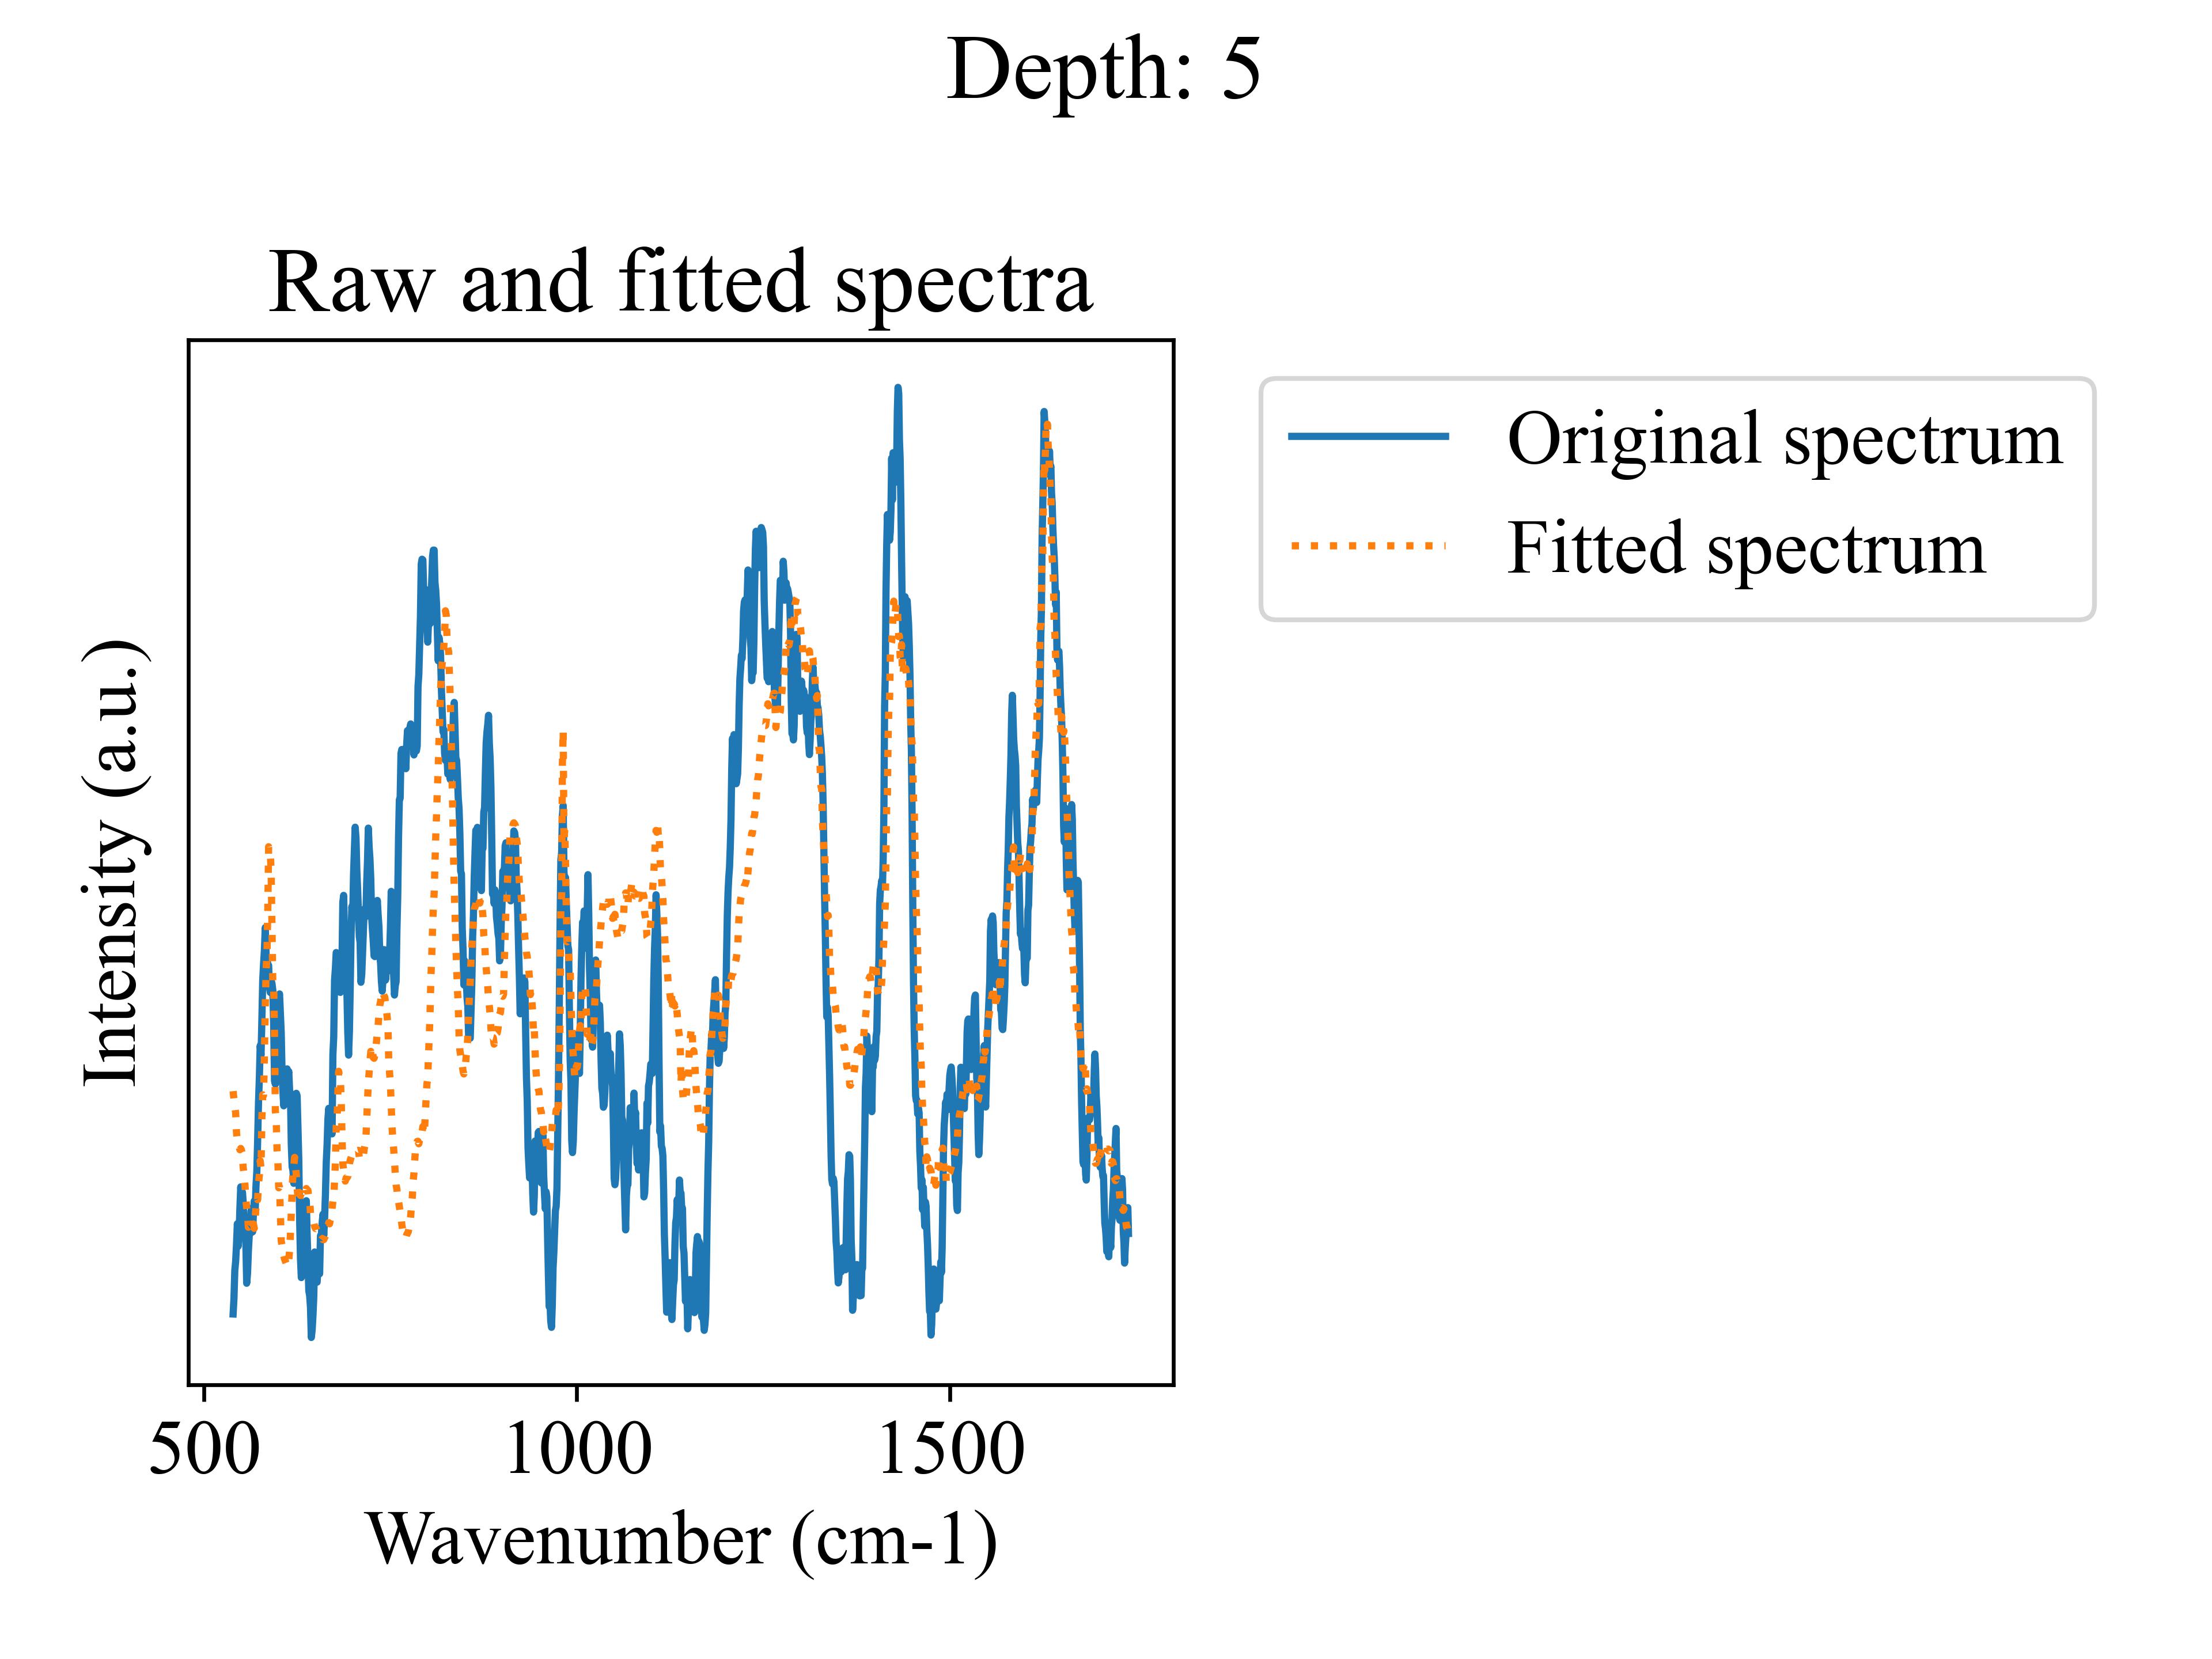 Depth: 5
Raw and fitted spectra
Original spectrum
Fitted spectrum
Intensity (a.u.)
500 1000 1500
Wavenumber (cm-1)